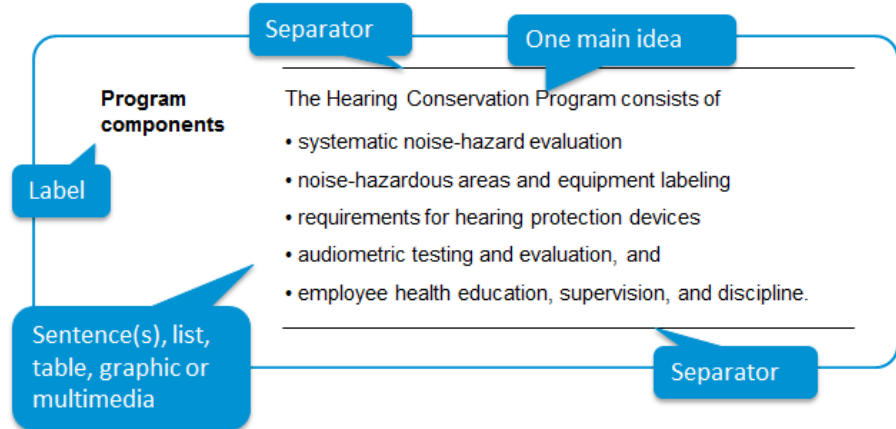 Separator
One main idea
Program
components
The Hearing Conservation Program consists of
• systematic noise-hazard evaluation
• noise-hazardous areas and equipment labeling
• requirements for hearing protection devices
• audiometric testing and evaluation, and
• employee health education, supervision, and discipline.
Label
Sentence(s), list,
table, graphic or
multimedia
Separator